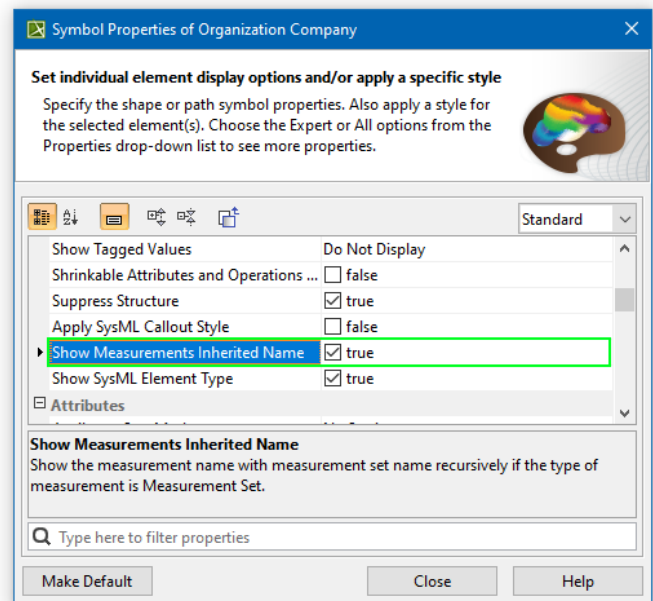 Symbol Properties of Organization Company
Set individual element display options and/or apply a specific style
Specify the shape or path symbol properties. Also apply a style for
the selected element(s). Choose the Expert or All options from the
Properties drop-down list to see more properties.
Standard
Show Tagged Values Do Not Display
Shrinkable Attributes and Operations ... false
Suppress Structure true
Apply SysML Callout Style false
Show Measurements Inherited Name true
Show SysML Element Type true
Attributes
Show Measurements Inherited Name
Show the measurement name with measurement set name recursively if the type of
measurement is Measurement Set.
Type here to filter properties
Make Default Close Help